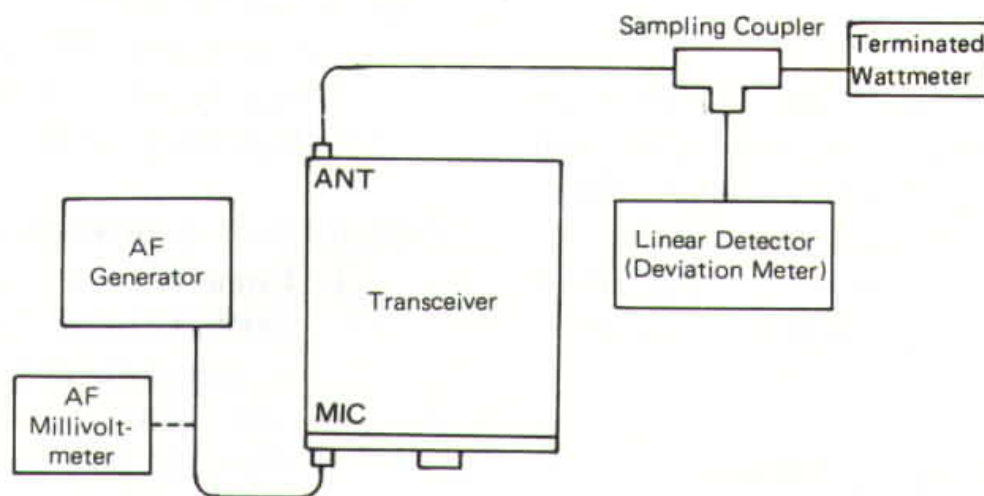 Sampling Coupler
Terminated
Wattmeter
ANT
AF
Generator
Linear Detector
(Deviation Meter)
Transceiver
AF
Millivolt-
meter
MIC